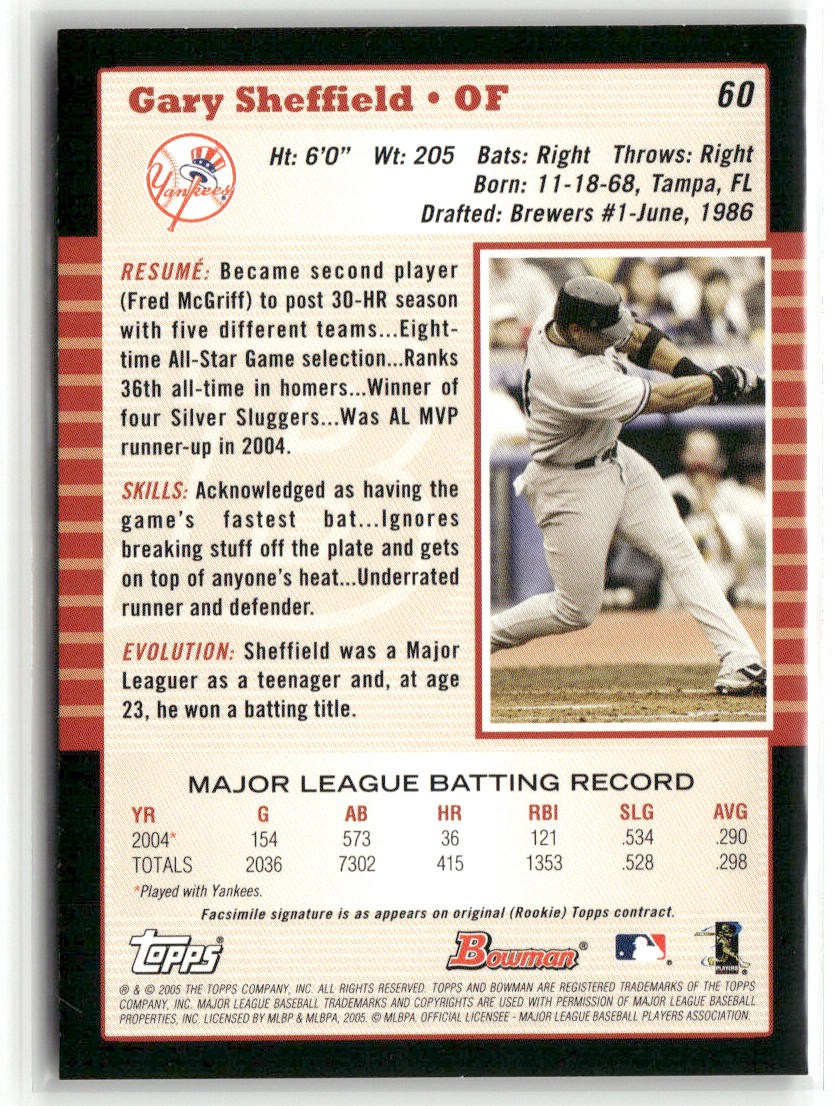 Gary Sheffield • OF 60
Yankees
Ht: 6'0" Wt: 205 Bats: Right Throws: Right
Born: 11-18-68, Tampa, FL
Drafted: Brewers #1-June, 1986
RESUMÉ: Became second player
(Fred McGriff) to post 30-HR season
with five different teams...Eight-
time All-Star Game selection...Ranks
36th all-time in homers...Winner of
four Silver Sluggers...Was AL MVP
runner-up in 2004.
SKILLS: Acknowledged as having the
game's fastest bat...Ignores
breaking stuff off the plate and gets
on top of anyone's heat...Underrated
runner and defender.
EVOLUTION: Sheffield was a Major
Leaguer as a teenager and, at age
23, he won a batting title.
MAJOR LEAGUE BATTING RECORD
YR G AB HR RBI SLG AVG
2004* 154 573 36 121 .534 .290
TOTALS 2036 7302 415 1353 .528 .298
*Played with Yankees.
Facsimile signature is as appears on original (Rookie) Topps contract.
topps® Bowman® ® PLAYERS ®
® & © 2005 THE TOPPS COMPANY, INC. ALL RIGHTS RESERVED. TOPPS AND BOWMAN ARE REGISTERED TRADEMARKS OF THE TOPPS
COMPANY, INC. MAJOR LEAGUE BASEBALL TRADEMARKS AND COPYRIGHTS ARE USED WITH PERMISSION OF MAJOR LEAGUE BASEBALL
PROPERTIES, INC. LICENSED BY MLBP & MLBPA, 2005. © MLBPA. OFFICIAL LICENSEE - MAJOR LEAGUE BASEBALL PLAYERS ASSOCIATION.